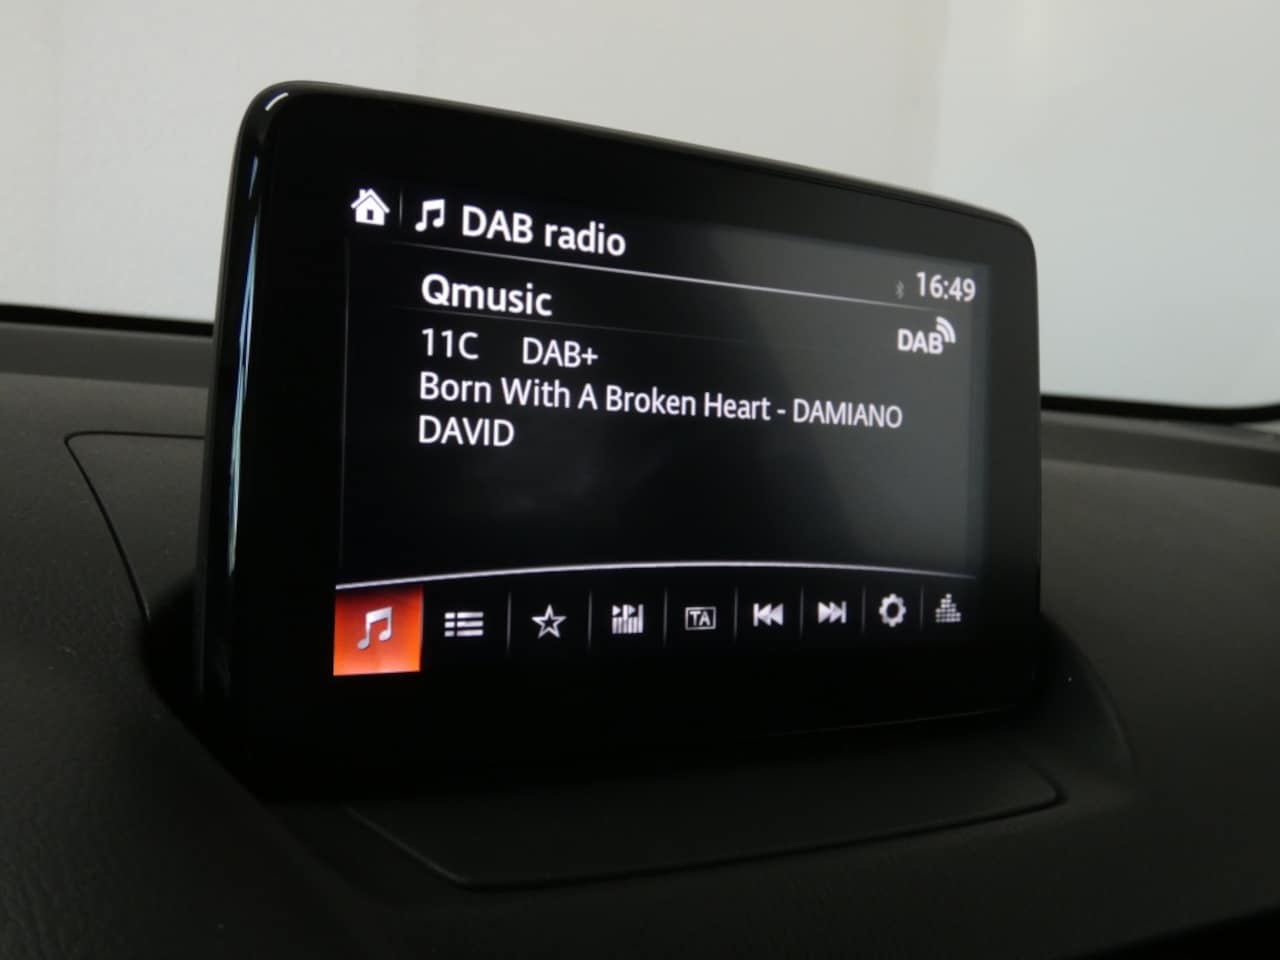 DAB radio
16:49
Qmusic
DAB
11C DAB+
Born With A Broken Heart - DAMIANO
DAVID
TA